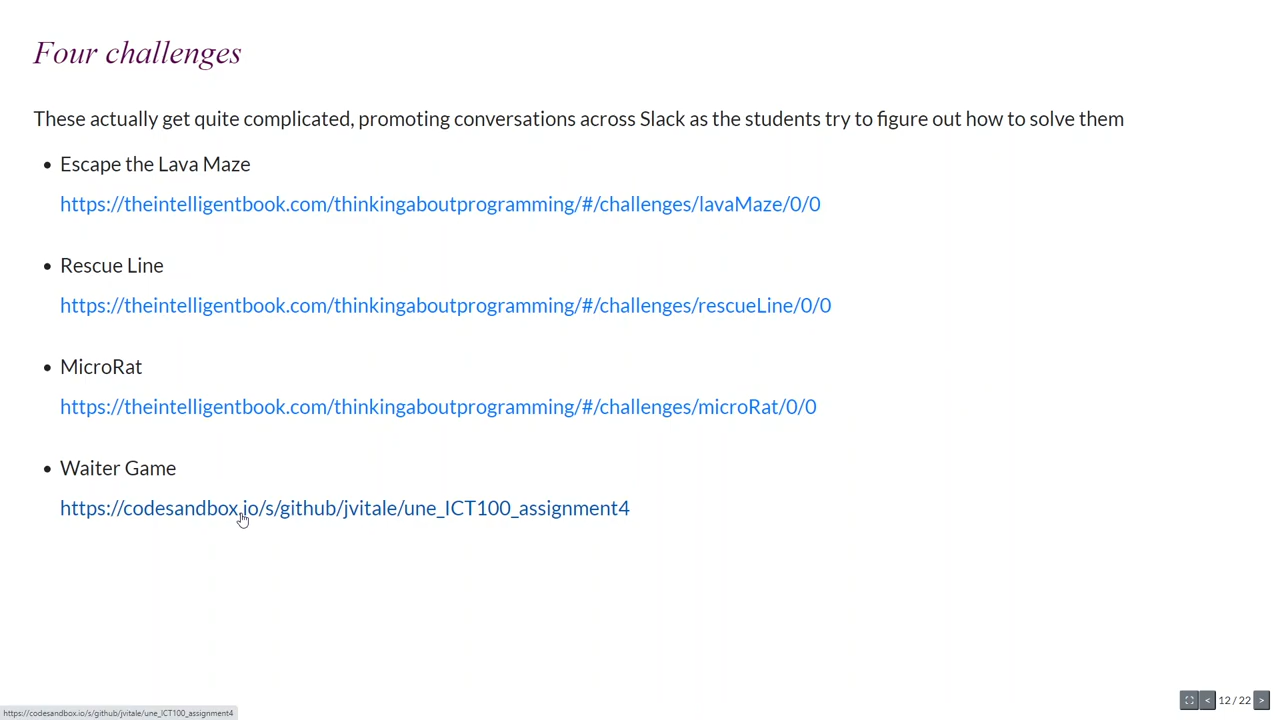 Four challenges
These actually get quite complicated, promoting conversations across Slack as the students try to figure out how to solve them
• Escape the Lava Maze
https://theintelligentbook.com/thinkingaboutprogramming/#/challenges/lavaMaze/0/0
• Rescue Line
https://theintelligentbook.com/thinkingaboutprogramming/#/challenges/rescueLine/0/0
• MicroRat
https://theintelligentbook.com/thinkingaboutprogramming/#/challenges/microRat/0/0
• Waiter Game
https://codesandbox.io/s/github/jvitale/une_ICT100_assignment4
< 12 / 22 >
https://codesandbox.io/s/github/jvitale/une_ICT100_assignment4